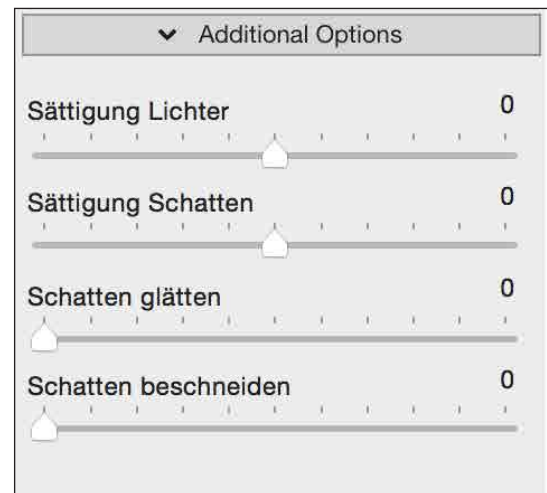 Additional Options
Sättigung Lichter 0
Sättigung Schatten 0
Schatten glätten 0
Schatten beschneiden 0